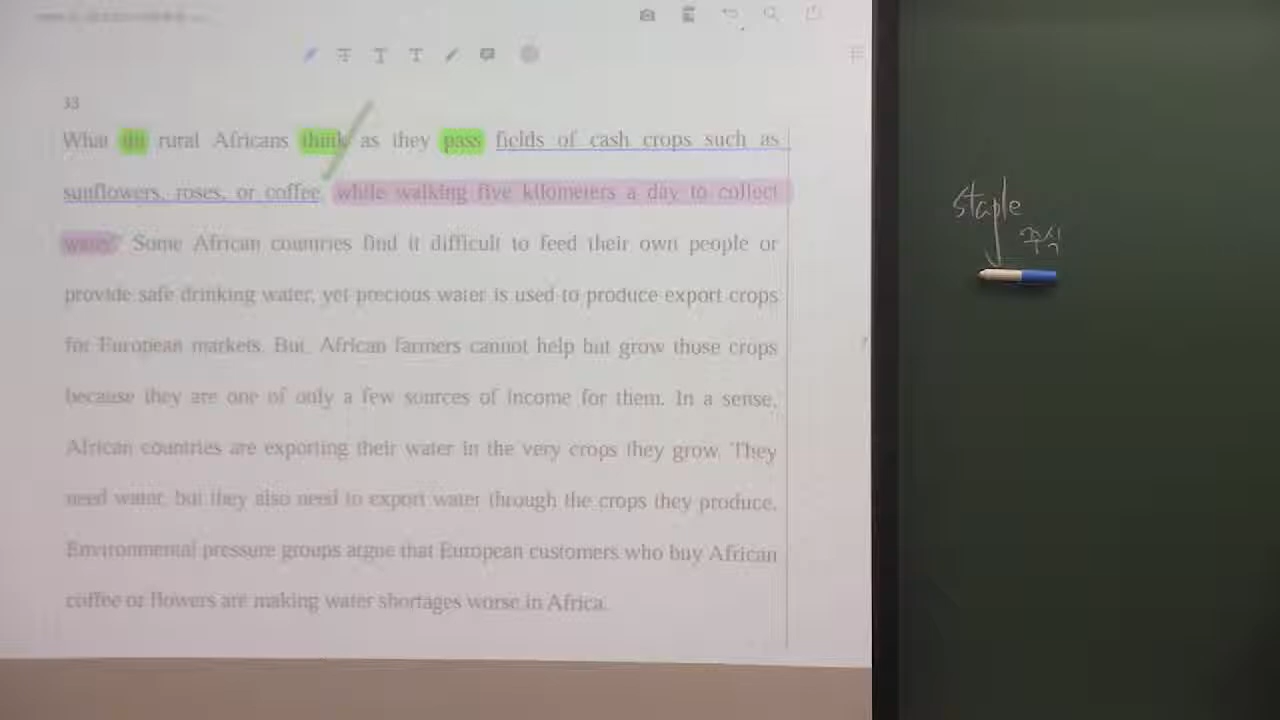 33
What do rural Africans think as they pass fields of cash crops such as
sunflowers, roses, or coffee while walking five kilometers a day to collect
water? Some African countries find it difficult to feed their own people or
provide safe drinking water, yet precious water is used to produce export crops
for European markets. But, African farmers cannot help but grow those crops
because they are one of only a few sources of income for them. In a sense,
African countries are exporting their water in the very crops they grow. They
need water, but they also need to export water through the crops they produce.
Environmental pressure groups argue that European customers who buy African
coffee or flowers are making water shortages worse in Africa.
staple
주식